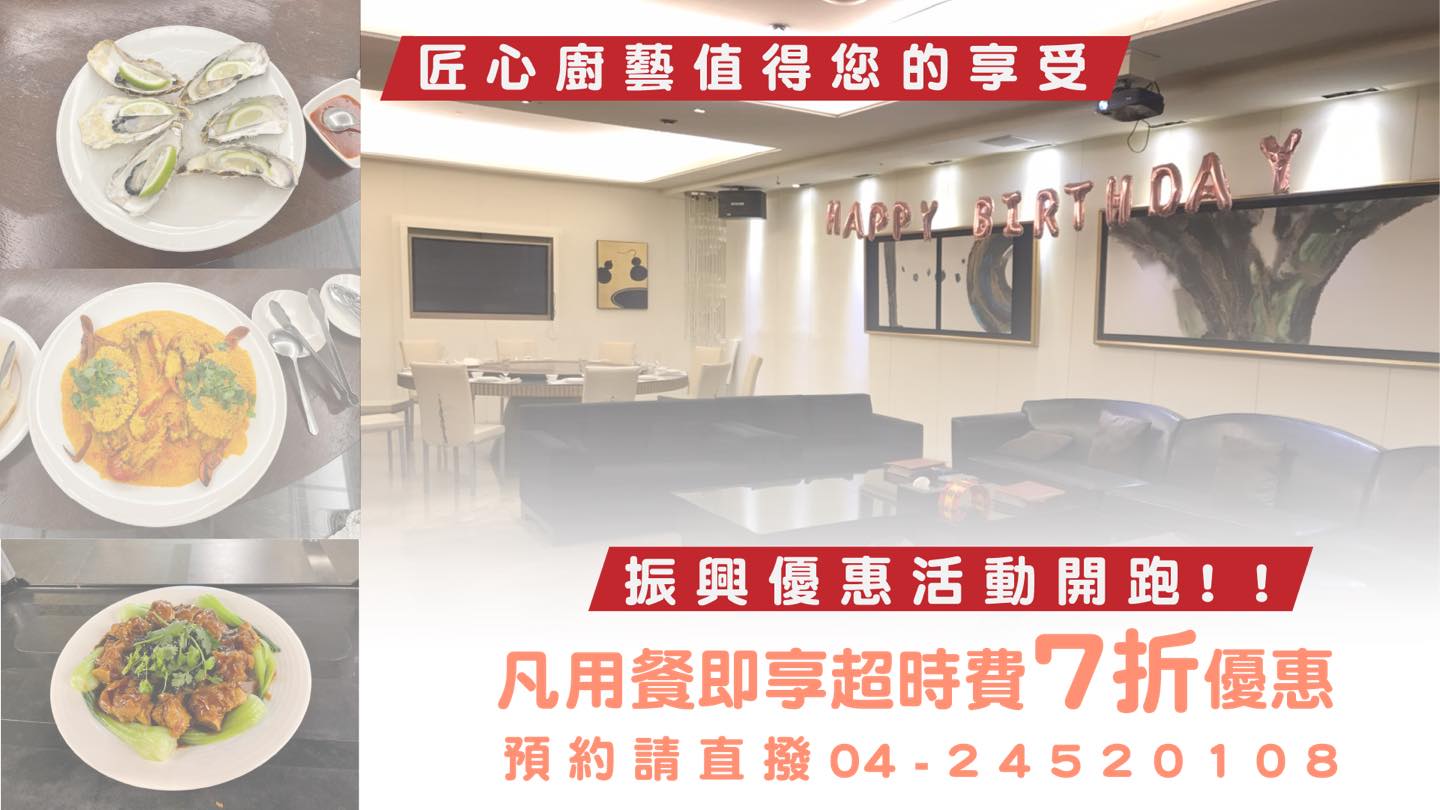 匠心廚藝值得您的享受
HAPPY BIRTHDAY
振興優惠活動開跑!!
凡用餐即享超時費7折優惠
預約請直撥04-24520108